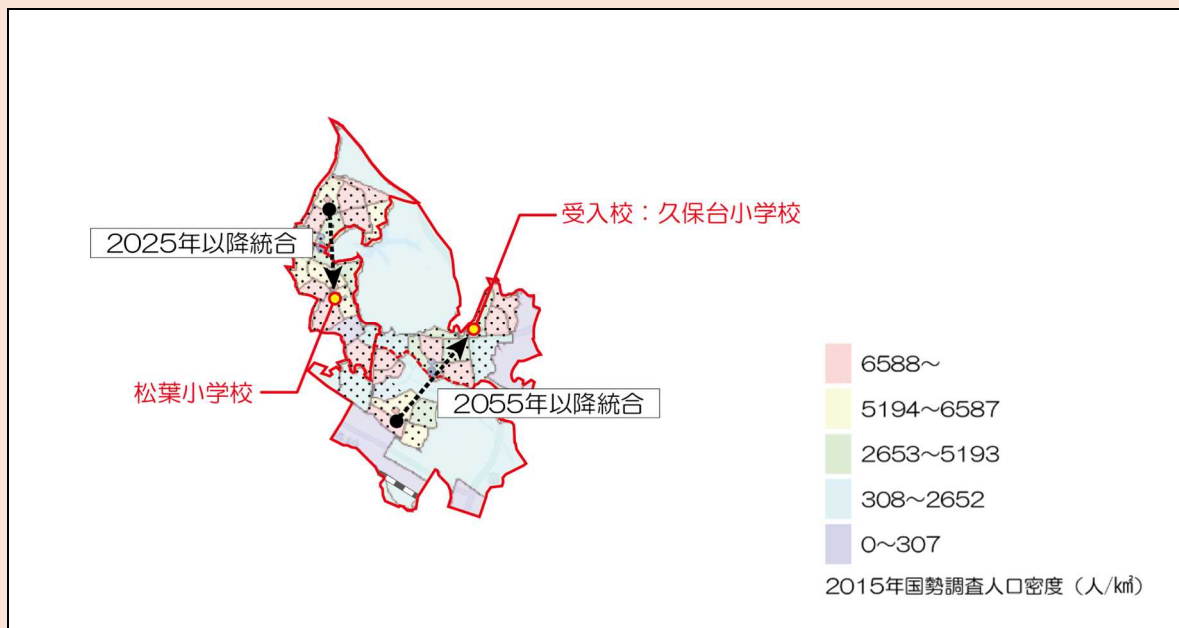 受入校：久保台小学校
2025年以降統合
松葉小学校
2055年以降統合
6588～
5194～6587
2653～5193
308～2652
0～307
2015年国勢調査人口密度（人/㎢）